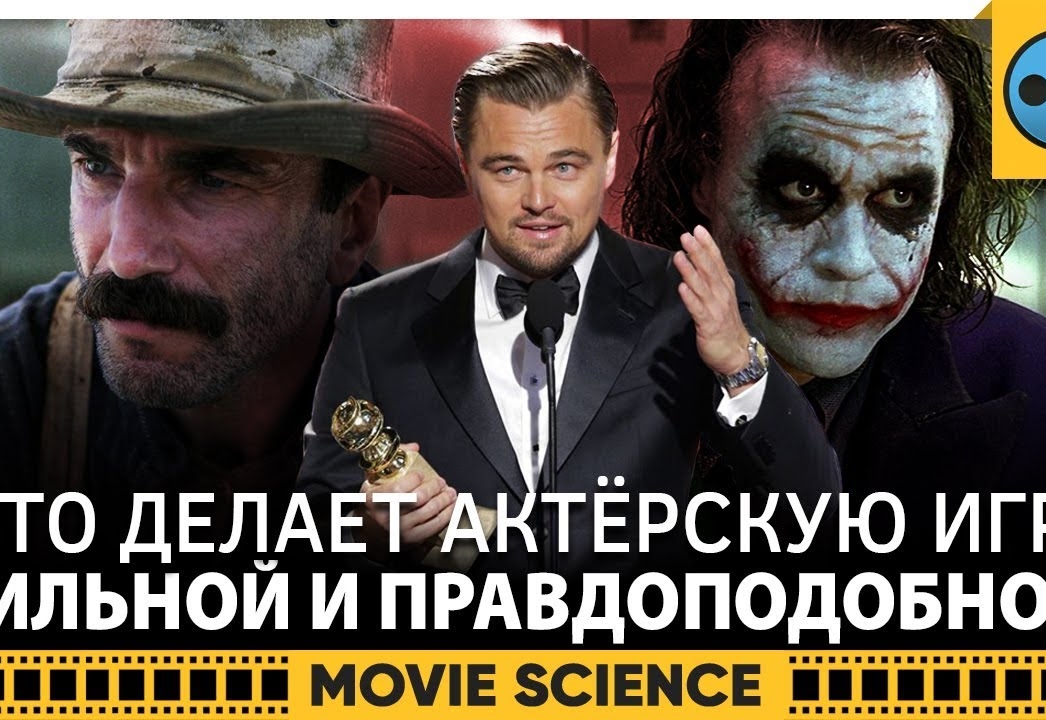 ТО ДЕЛАЕТ АКТЁРСКУЮ ИГР
ИЛЬНОЙ И ПРАВДОПОДОБНО
MOVIE SCIENCE